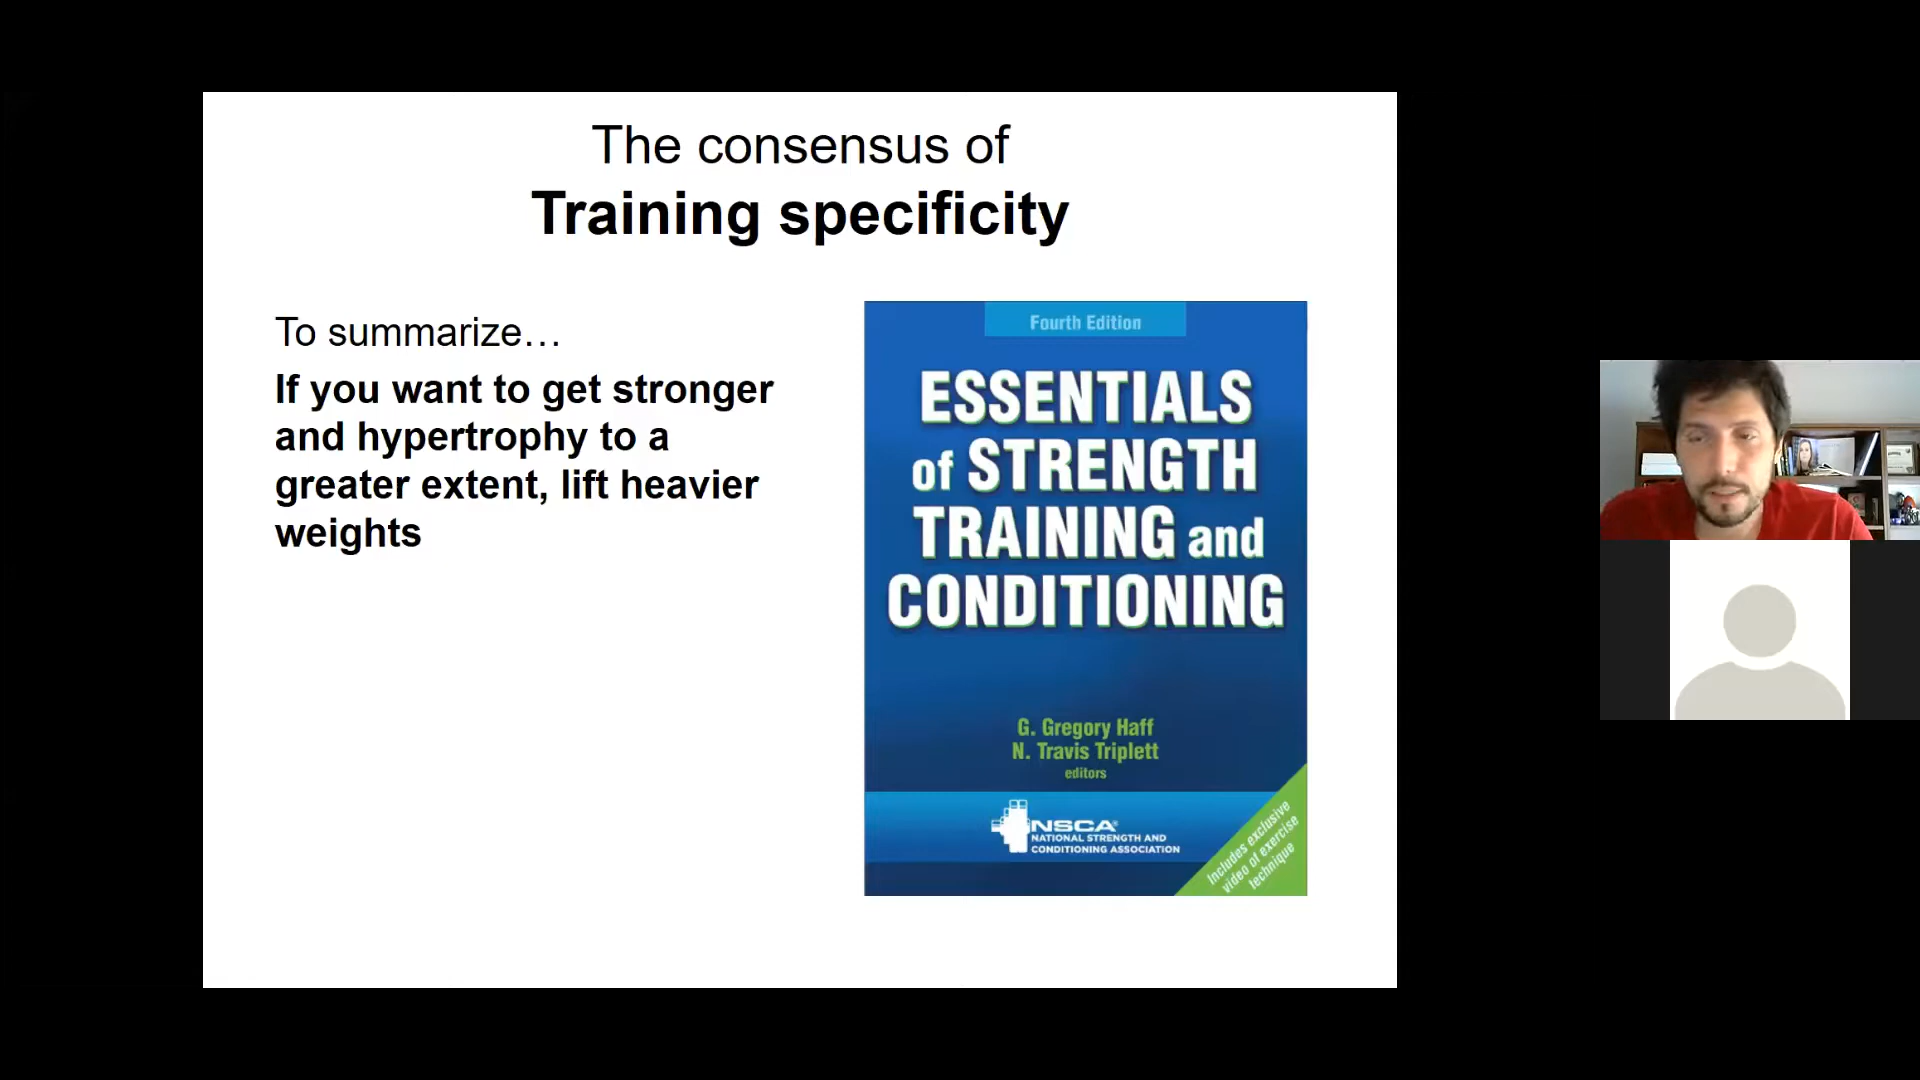 The consensus of
Training specificity
To summarize…
If you want to get stronger
and hypertrophy to a
greater extent, lift heavier
weights
Fourth Edition
ESSENTIALS
of STRENGTH
TRAINING and
CONDITIONING
G. Gregory Haff
N. Travis Triplett
editors
NSCA®
NATIONAL STRENGTH AND
CONDITIONING ASSOCIATION
Includes exclusive
video of exercise
technique